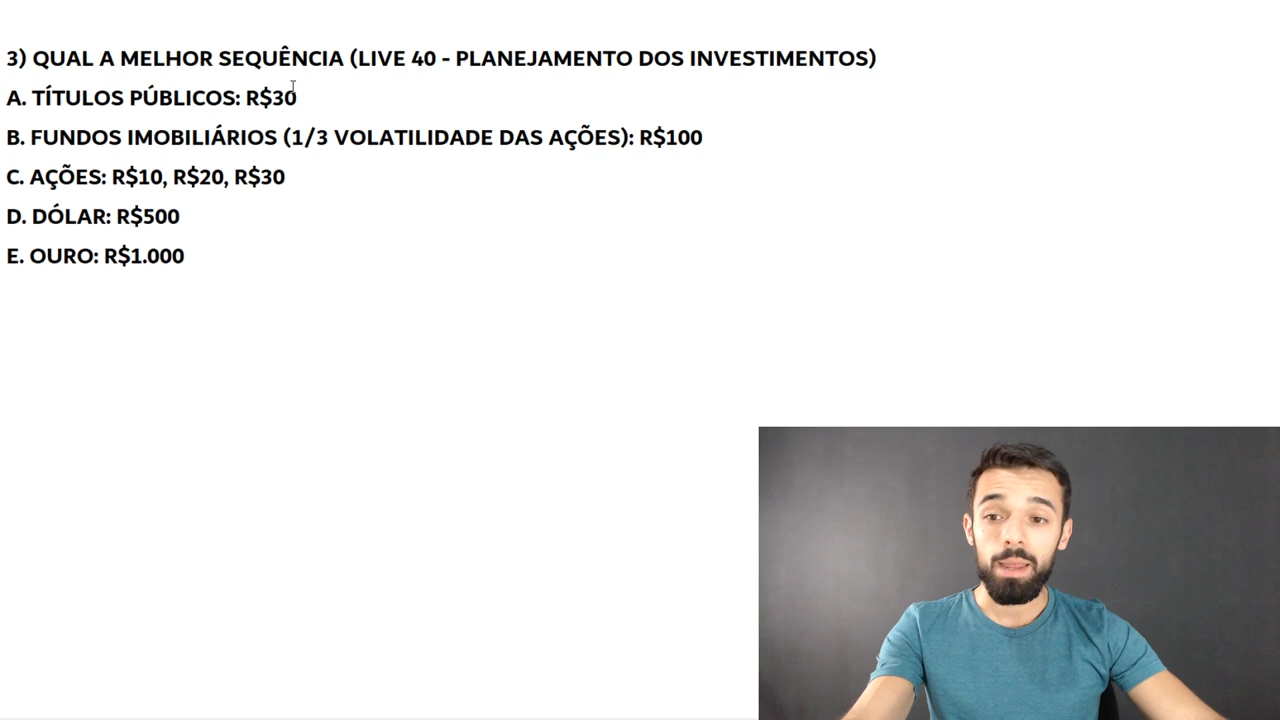 3) QUAL A MELHOR SEQUÊNCIA (LIVE 40 - PLANEJAMENTO DOS INVESTIMENTOS)
A. TÍTULOS PÚBLICOS: R$30
B. FUNDOS IMOBILIÁRIOS (1/3 VOLATILIDADE DAS AÇÕES): R$100
C. AÇÕES: R$10, R$20, R$30
D. DÓLAR: R$500
E. OURO: R$1.000